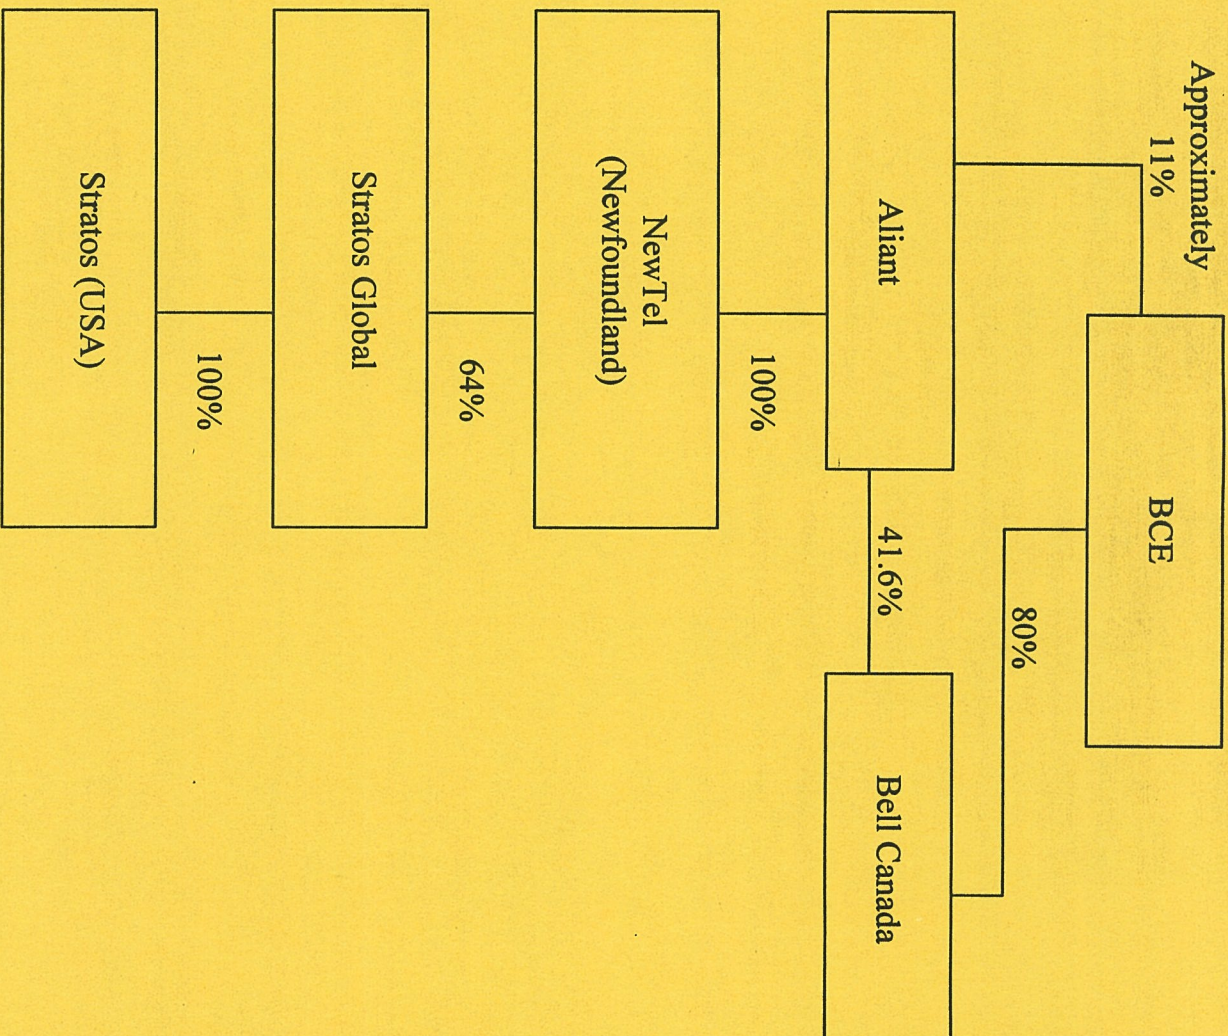 BCE
Approximately
11%
80%
Aliant
41.6%
Bell Canada
100%
NewTel
(Newfoundland)
64%
Stratos Global
100%
Stratos (USA)